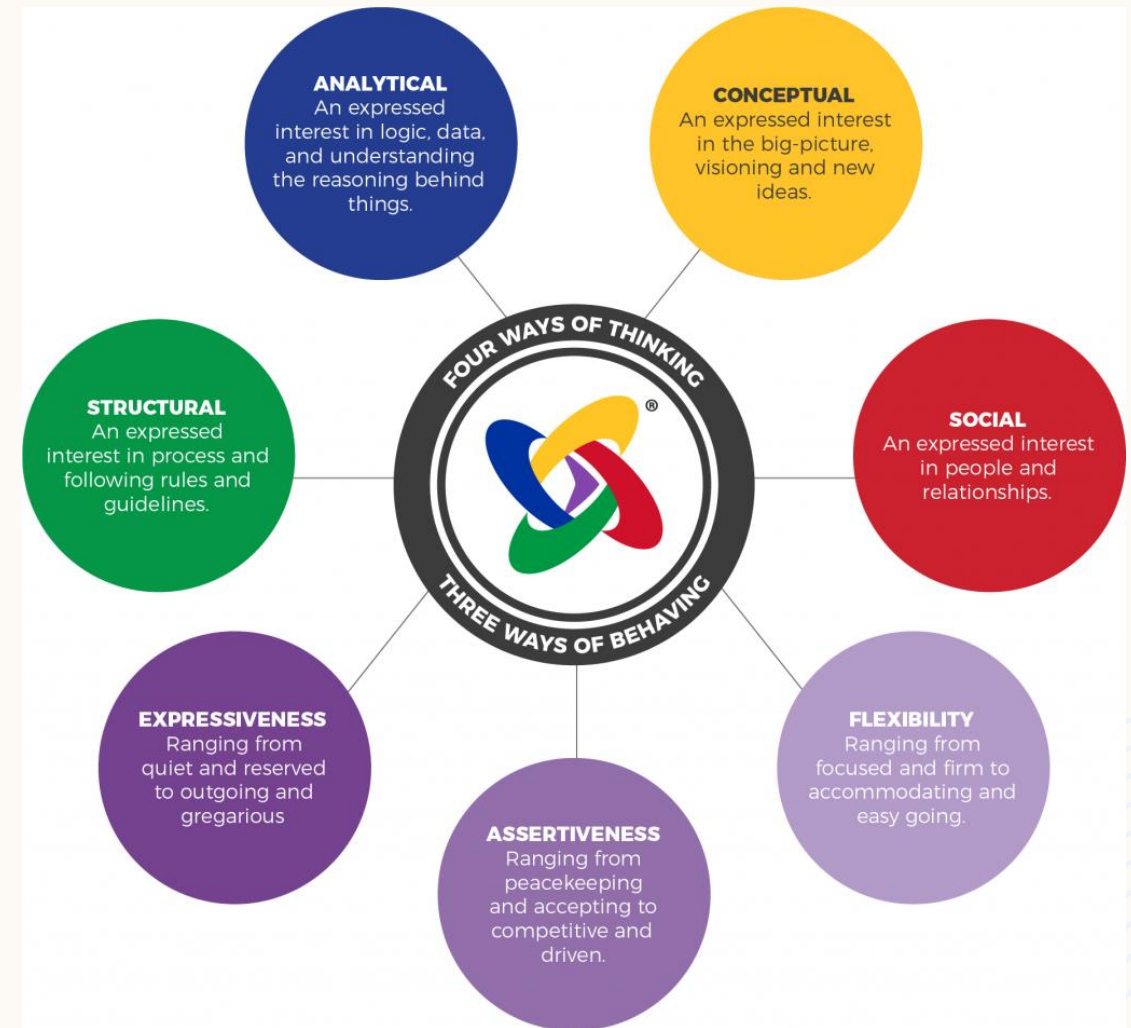 ANALYTICAL
An expressed
interest in logic, data,
and understanding
the reasoning behind
things.
CONCEPTUAL
An expressed interest
in the big-picture,
visioning and new
ideas.
STRUCTURAL
An expressed
interest in process and
following rules and
guidelines.
FOUR WAYS OF THINKING
®
THREE WAYS OF BEHAVING
SOCIAL
An expressed interest
in people and
relationships.
EXPRESSIVENESS
Ranging from
quiet and reserved
to outgoing and
gregarious
ASSERTIVENESS
Ranging from
peacekeeping
and accepting to
competitive and
driven.
FLEXIBILITY
Ranging from
focused and firm to
accommodating and
easy going.